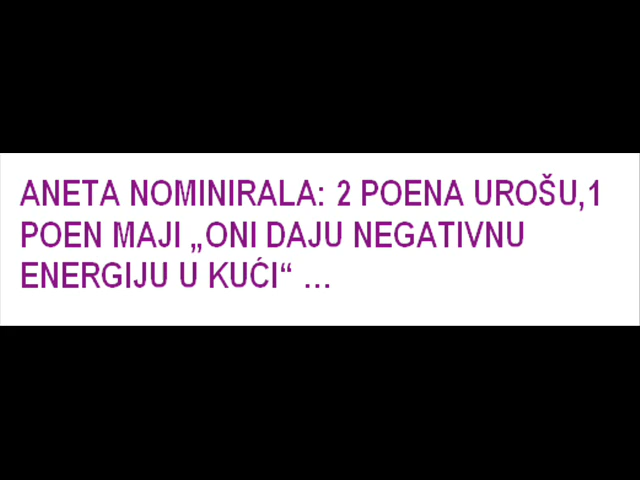 ANETA NOMINIRALA: 2 POENA UROŠU,1
POEN MAJI „ONI DAJU NEGATIVNU
ENERGIJU U KUĆI“ ...